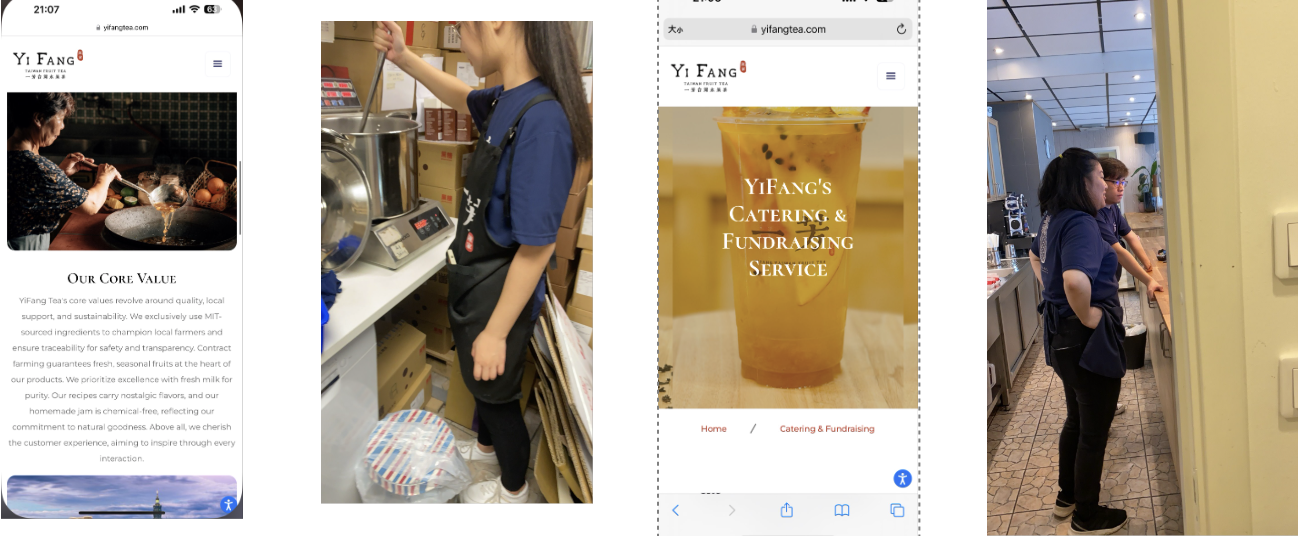 21:07
63
yifangtea.com
YI FANG
TAIWAN FRUIT TEA
一芳台灣水果茶
OUR CORE VALUE
YiFang Tea's core values revolve around quality, local
support, and sustainability. We exclusively use MIT-
sourced ingredients to champion local farmers and
ensure traceability for safety and transparency. Contract
farming guarantees fresh, seasonal fruits at the heart of
our products. We prioritize excellence with fresh milk for
purity. Our recipes carry nostalgic flavors, and our
homemade jam is chemical-free, reflecting our
commitment to natural goodness. Above all, we cherish
the customer experience, aiming to inspire through every
interaction.
大小
yifangtea.com
YI FANG
TAIWAN FRUIT TEA
一芳台灣水果茶
YIFANG'S
CATERING &
FUNDRAISING
SERVICE
一芳
Home / Catering & Fundraising